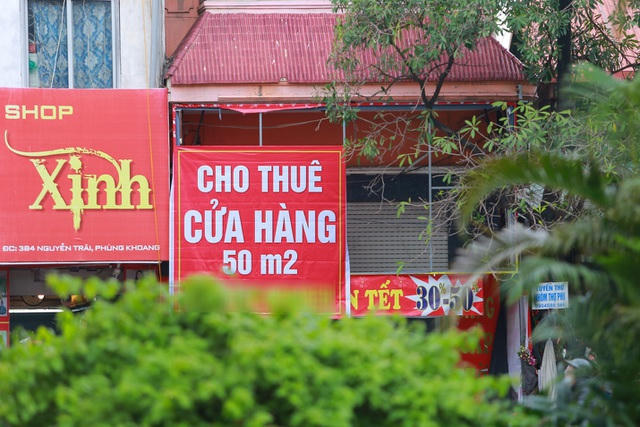 SHOP
Xinh
ĐC: 384 NGUYỄN TRÃI, PHÙNG KHOANG
CHO THUÊ
CỬA HÀNG
50 m2
TẾT 30%-50